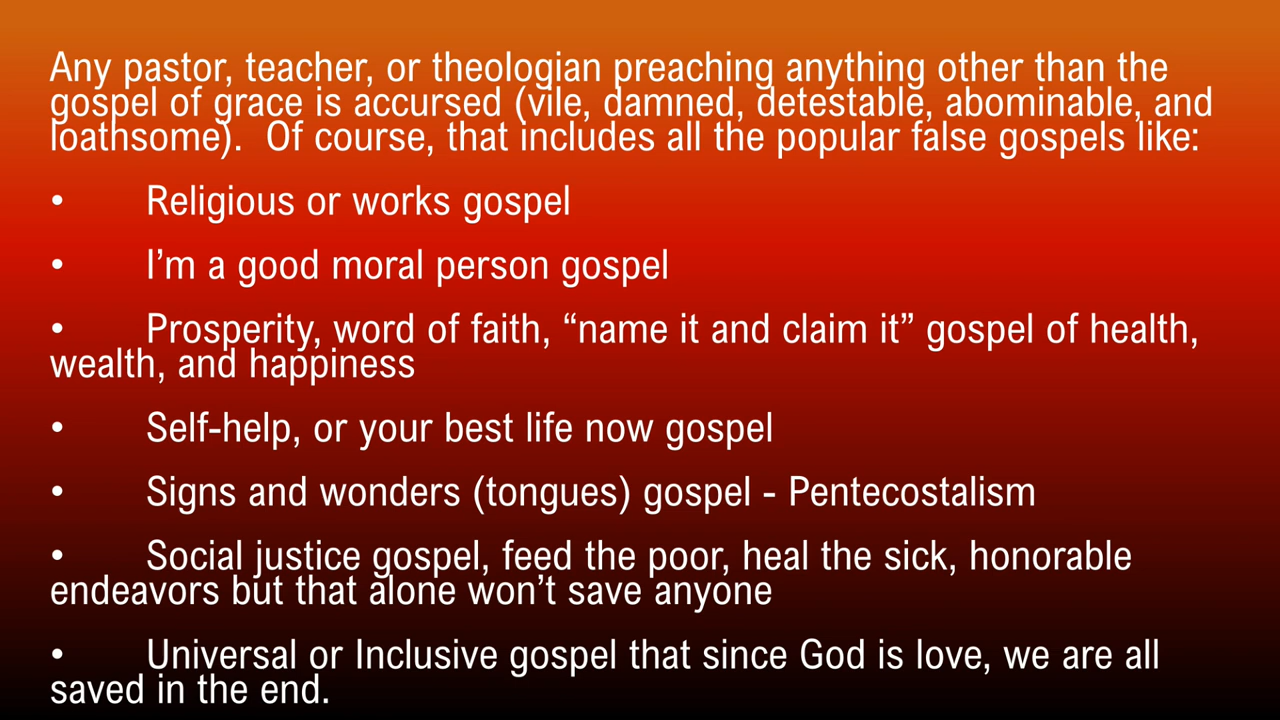 Any pastor, teacher, or theologian preaching anything other than the
gospel of grace is accursed (vile, damned, detestable, abominable, and
loathsome).  Of course, that includes all the popular false gospels like:
• Religious or works gospel
• I’m a good moral person gospel
• Prosperity, word of faith, “name it and claim it” gospel of health,
wealth, and happiness
• Self-help, or your best life now gospel
• Signs and wonders (tongues) gospel - Pentecostalism
• Social justice gospel, feed the poor, heal the sick, honorable
endeavors but that alone won’t save anyone
• Universal or Inclusive gospel that since God is love, we are all
saved in the end.